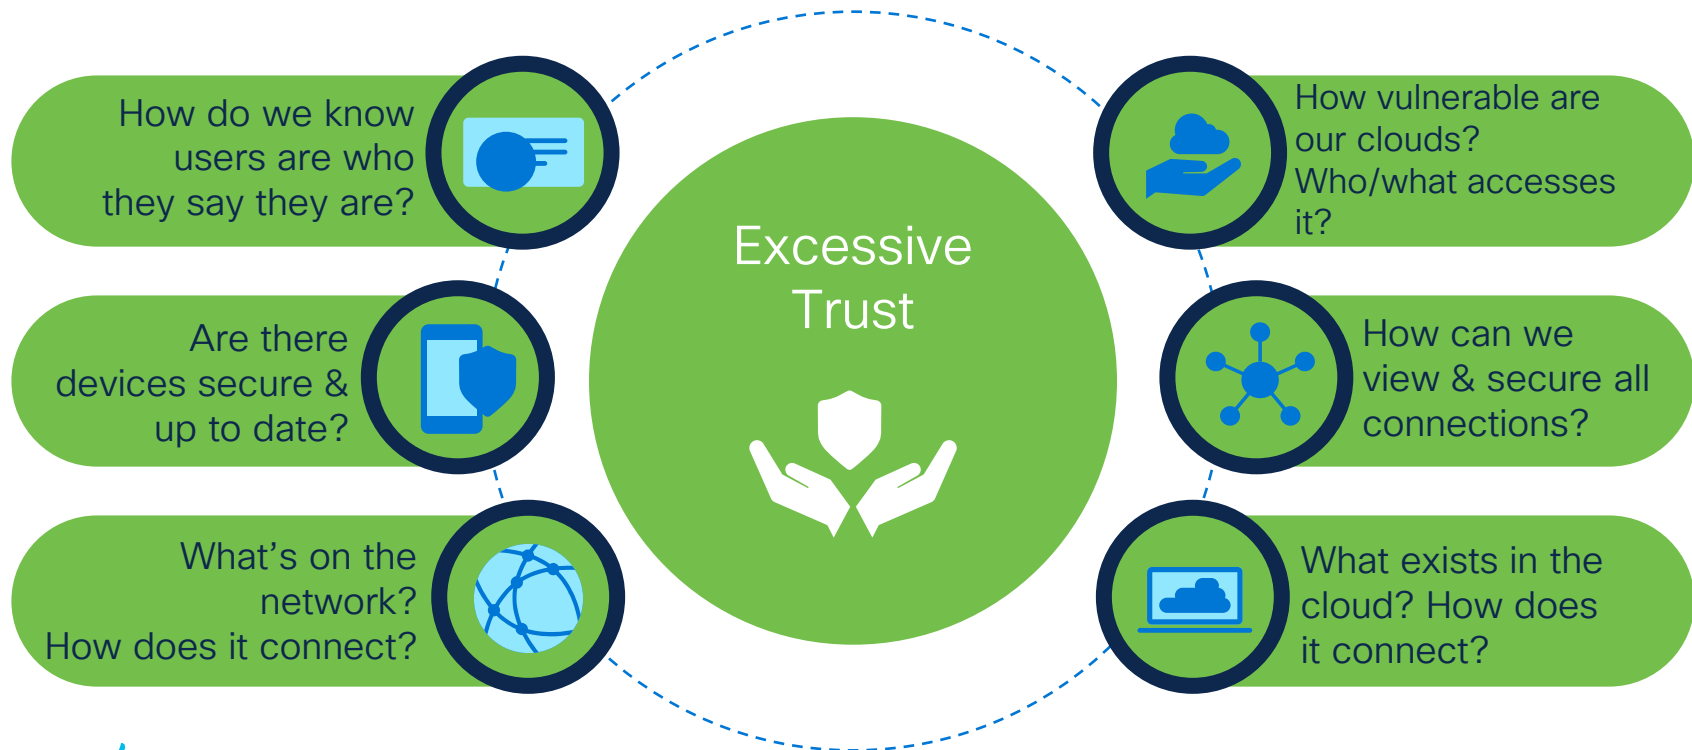 How do we know
users are who
they say they are?
Are there
devices secure &
up to date?
What’s on the
network?
How does it connect?
Excessive
Trust
How vulnerable are
our clouds?
Who/what accesses
it?
How can we
view & secure all
connections?
What exists in the
cloud? How does
it connect?